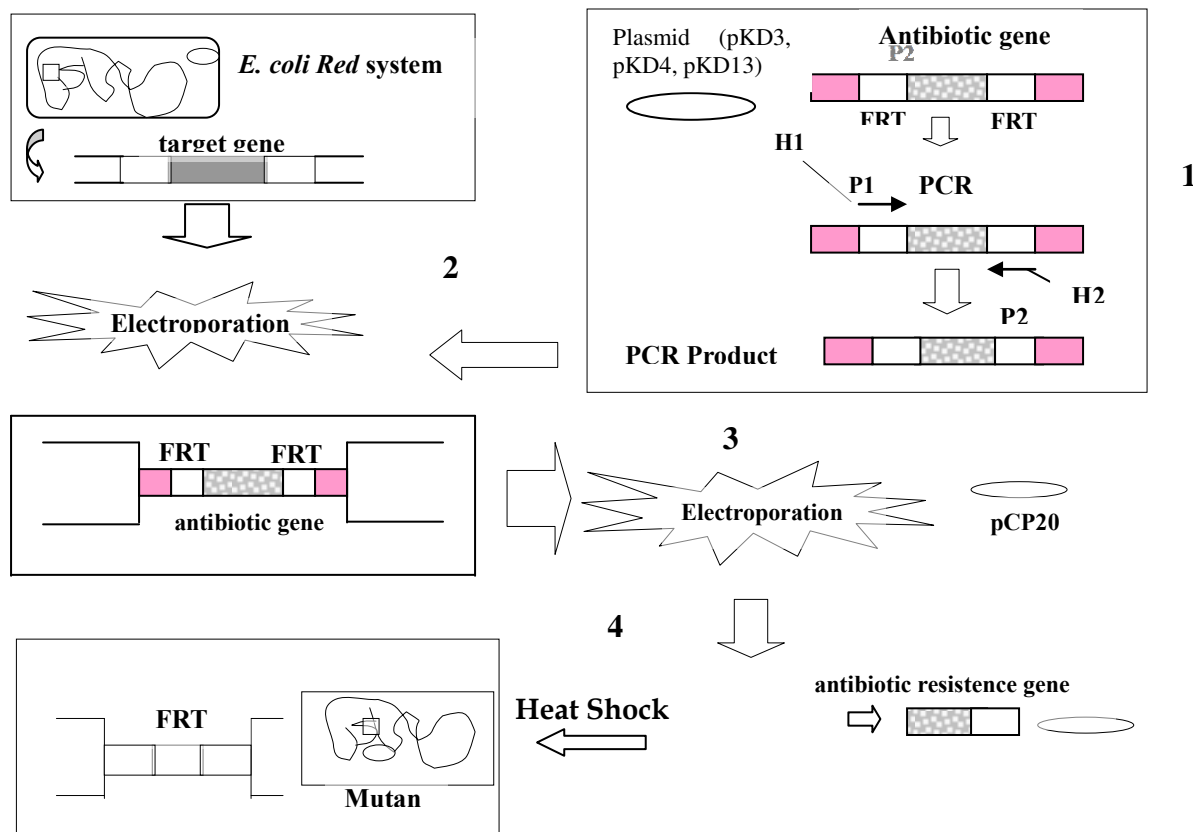 E. coli Red system
target gene
Plasmid (pKD3,
pKD4, pKD13)
Antibiotic gene
P2
FRT
FRT
H1
P1
PCR
H2
P2
PCR Product
1
2
Electroporation
FRT
FRT
antibiotic gene
3
Electroporation
pCP20
4
antibiotic resistence gene
Heat Shock
FRT
Mutan